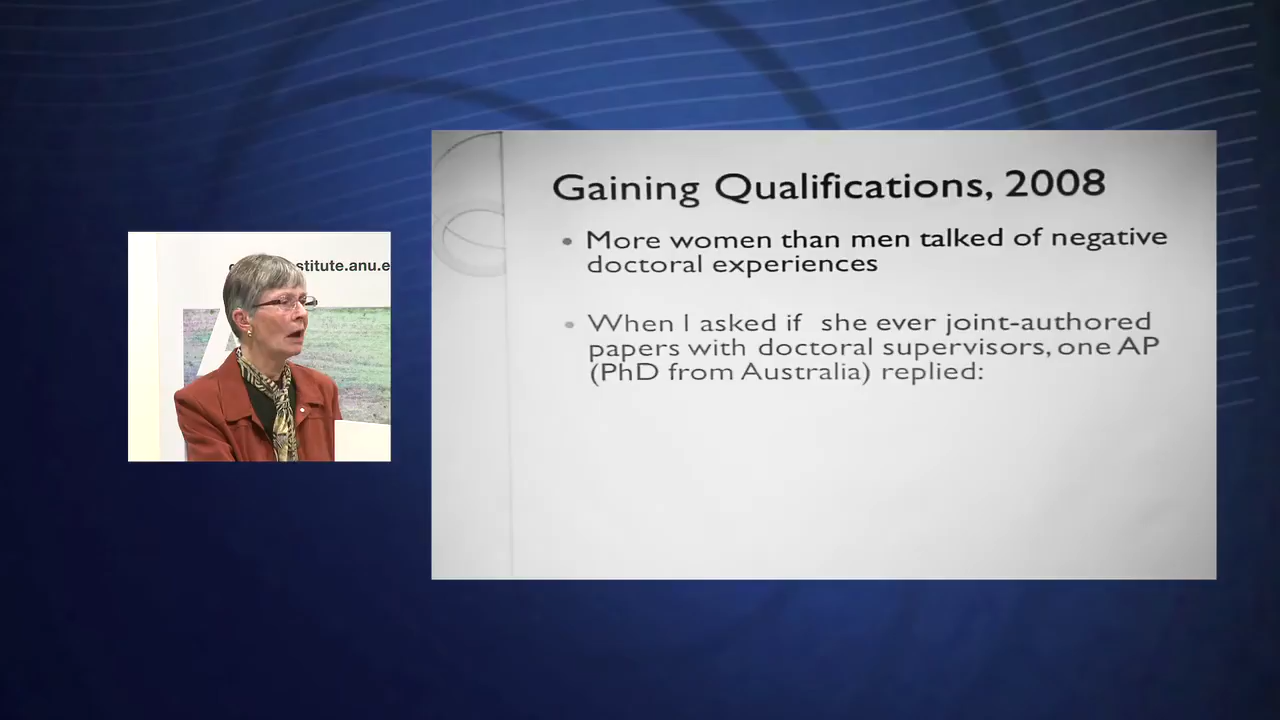 stitute.anu.e
Gaining Qualifications, 2008
• More women than men talked of negative
doctoral experiences
• When I asked if she ever joint-authored
papers with doctoral supervisors, one AP
(PhD from Australia) replied: